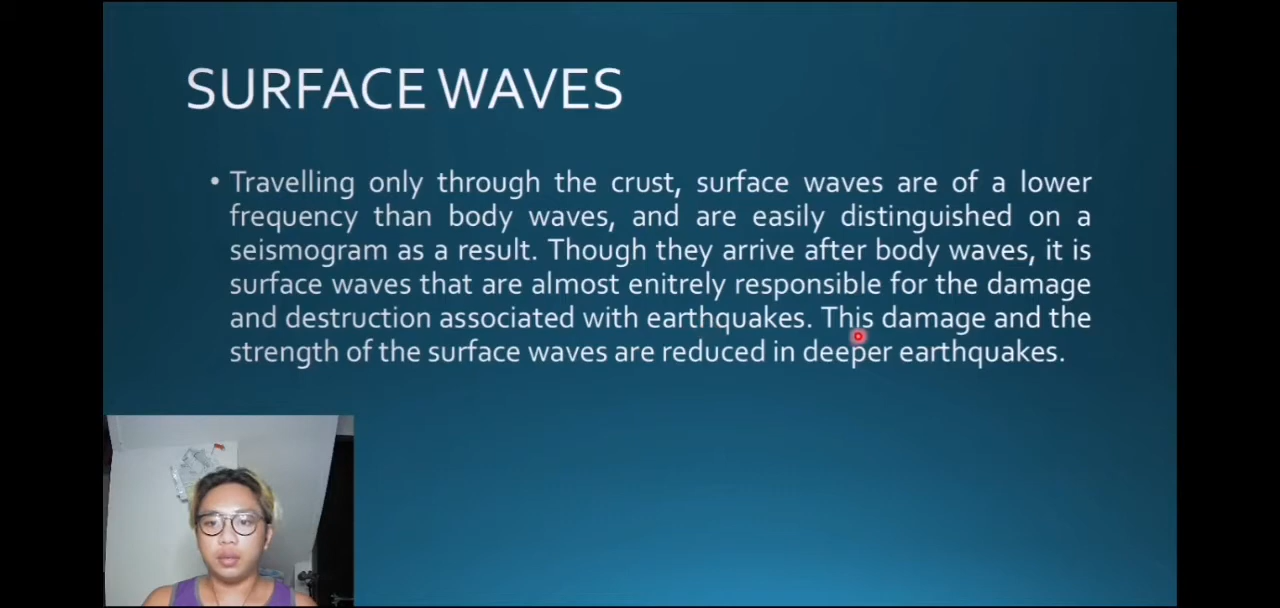 SURFACE WAVES
• Travelling only through the crust, surface waves are of a lower
frequency than body waves, and are easily distinguished on a
seismogram as a result. Though they arrive after body waves, it is
surface waves that are almost enitrely responsible for the damage
and destruction associated with earthquakes. This damage and the
strength of the surface waves are reduced in deeper earthquakes.